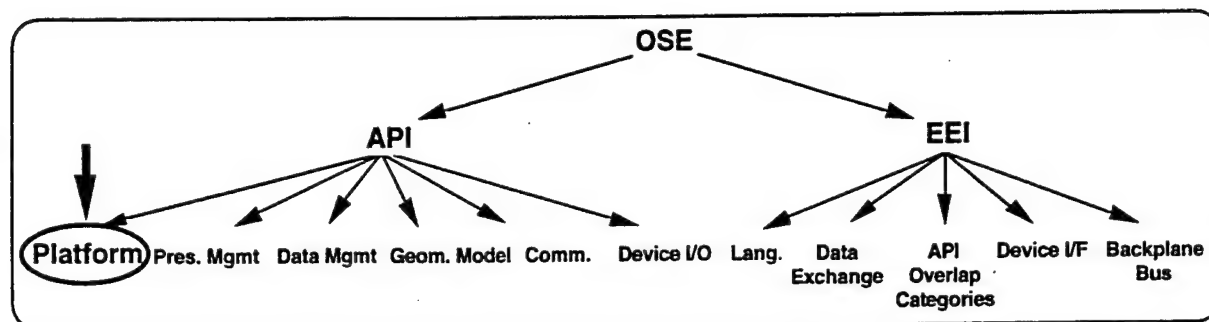 OSE
API
EEI
Platform Pres. Mgmt Data Mgmt Geom. Model Comm. Device I/O Lang. Data Exchange API Overlap Categories Device I/F Backplane Bus